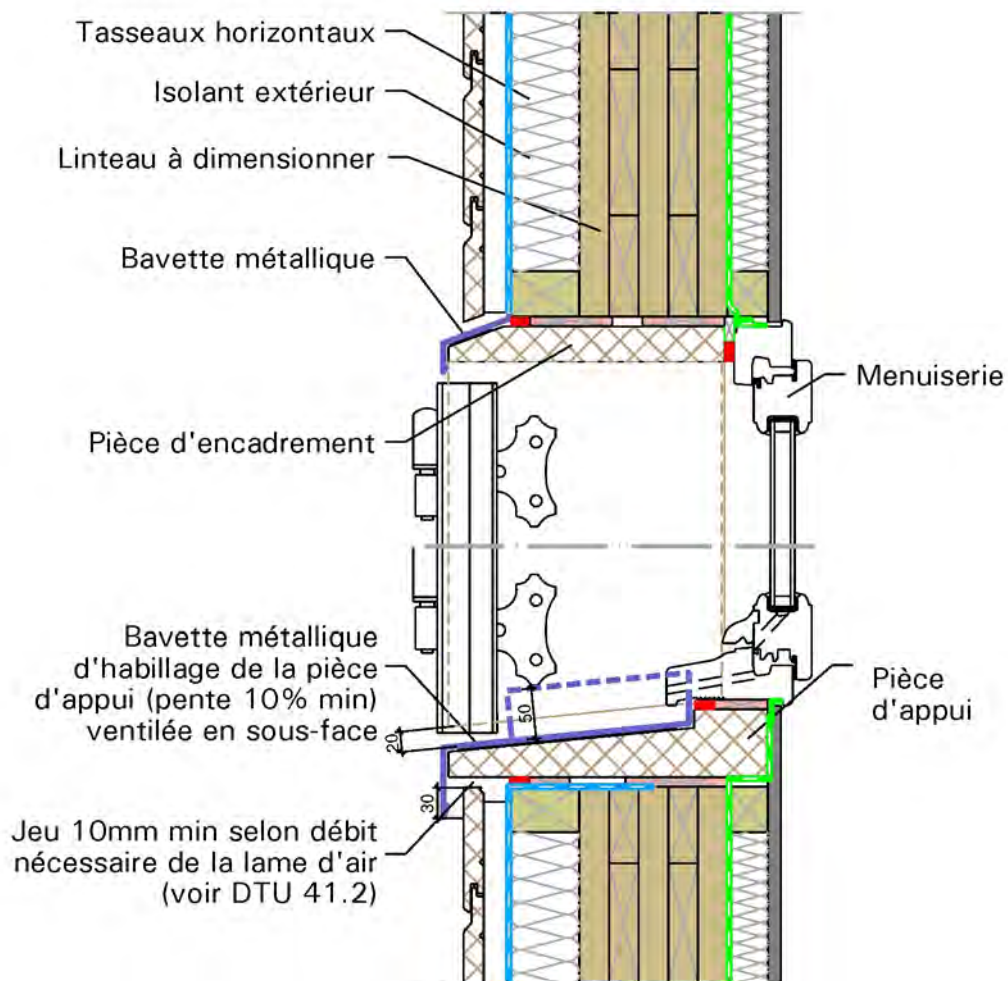 Tasseaux horizontaux
Isolant extérieur
Linteau à dimensionner
Bavette métallique
Menuiserie
Pièce d'encadrement
Bavette métallique
d'habillage de la pièce
d'appui (pente 10% min)
ventilée en sous-face
Pièce
d'appui
50
20
30
Jeu 10mm min selon débit
nécessaire de la lame d'air
(voir DTU 41.2)